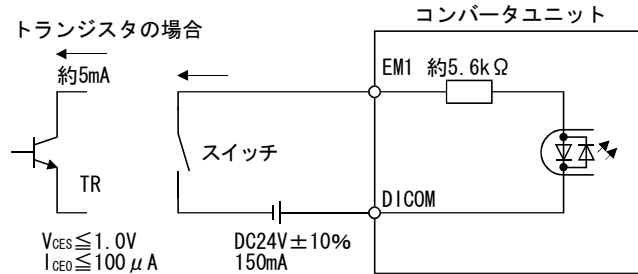 コンバータユニット
トランジスタの場合
約5mA
EM1 約5.6kΩ
スイッチ
TR
DICOM
VCES≦1.0V
ICEO≦100μA
DC24V±10%
150mA